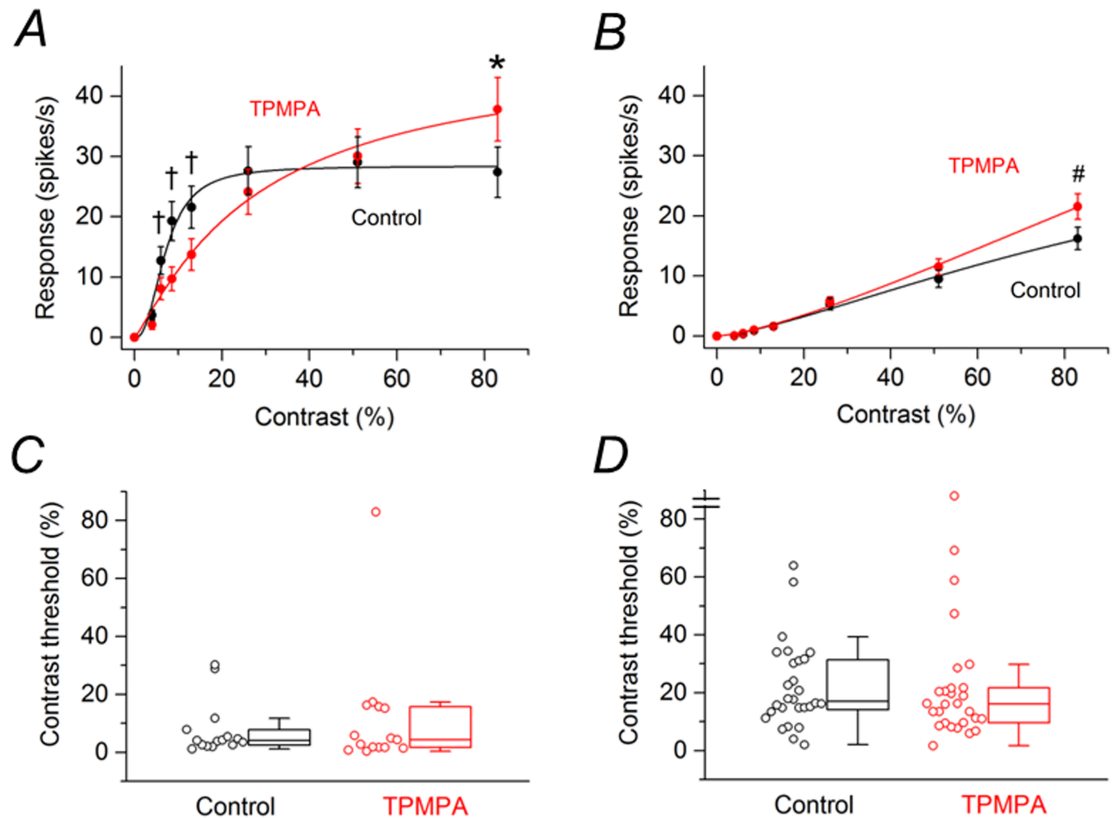 A
B
Response (spikes/s)
40
30
20
10
0
TPMPA
Control
†
†
†
*
0
20
40
60
80
Contrast (%)
Response (spikes/s)
40
30
20
10
0
TPMPA
#
Control
0
20
40
60
80
Contrast (%)
C
D
Contrast threshold (%)
80
60
40
20
0
Control
TPMPA
Contrast threshold (%)
80
60
40
20
0
Control
TPMPA